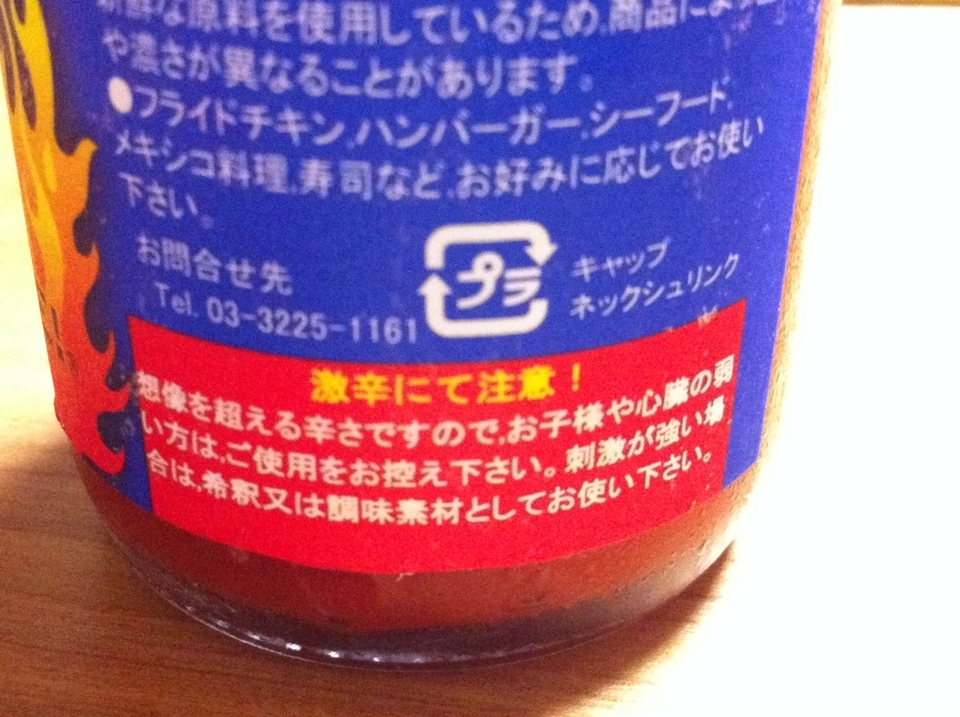 新鮮な原料を使用しているため、商品によって
や濃さが異なることがあります。
●フライドチキン,ハンバーガー,シーフード,
メキシコ料理,寿司など,お好みに応じてお使い
下さい。
お問合せ先
Tel. 03-3225-1161
プラ
キャップ
ネックシュリンク
激辛にて注意！
想像を超える辛さですので,お子様や心臓の弱
い方は,ご使用をお控え下さい。刺激が強い場
合は,希釈又は調味素材としてお使い下さい。